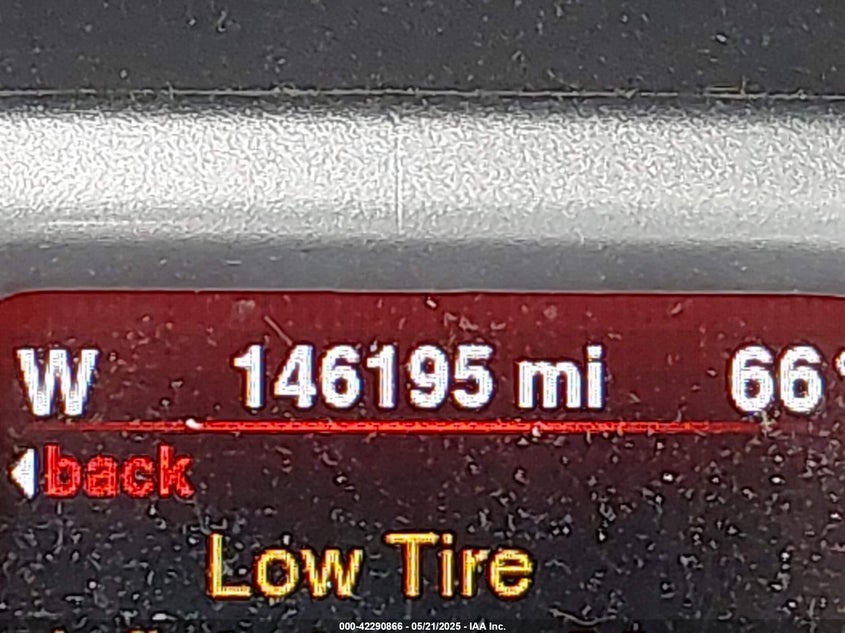 W 146195 mi 66°
back
Low Tire
000-42290866 - 05/21/2025 - IAA Inc.